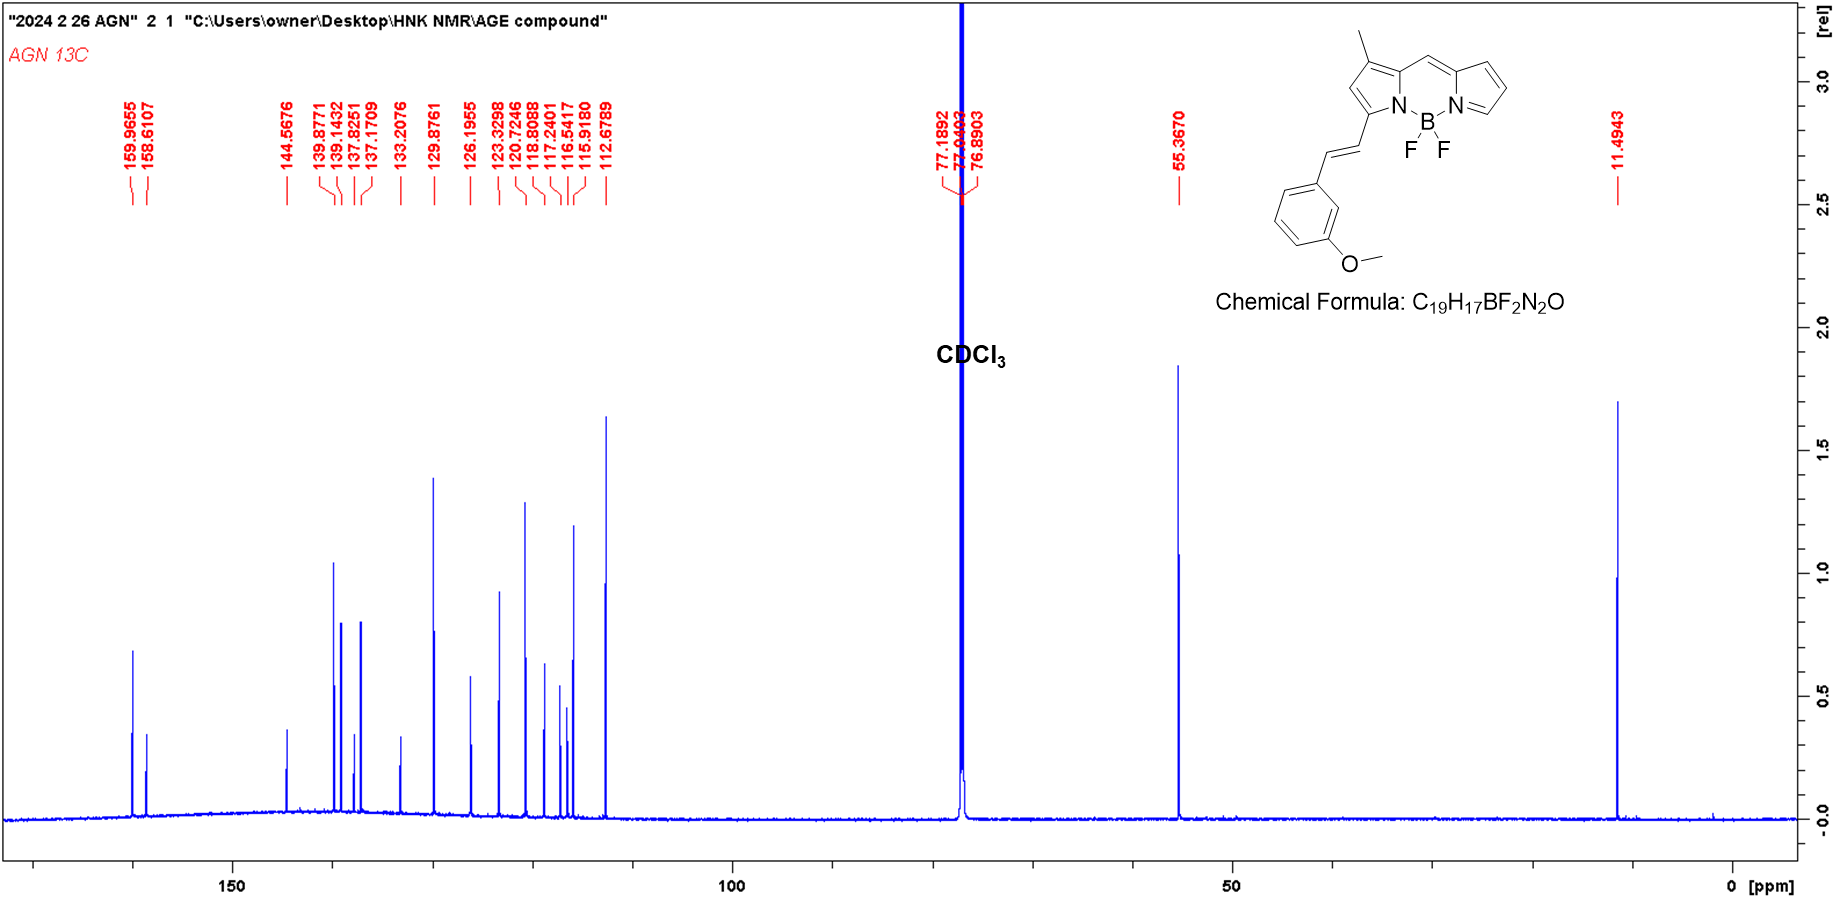 "2024 2 26 AGN" 2 1 "C:\Users\owner\Desktop\HNK NMR\AGE compound"
AGN 13C
159.9655
158.6107
144.5676
139.8771
139.1432
137.8251
137.1709
133.2076
129.8761
126.1955
123.3298
120.7246
118.8088
117.2401
116.5417
115.9180
112.6789
77.1892
77.0403
76.8903
55.3670
11.4943
N
N
B
F
F
O
Chemical Formula: C₁₉H₁₇BF₂N₂O
CDCl₃
[rel]
3.0
2.5
2.0
1.5
1.0
0.5
- 0.0
150
100
50
0
[ppm]